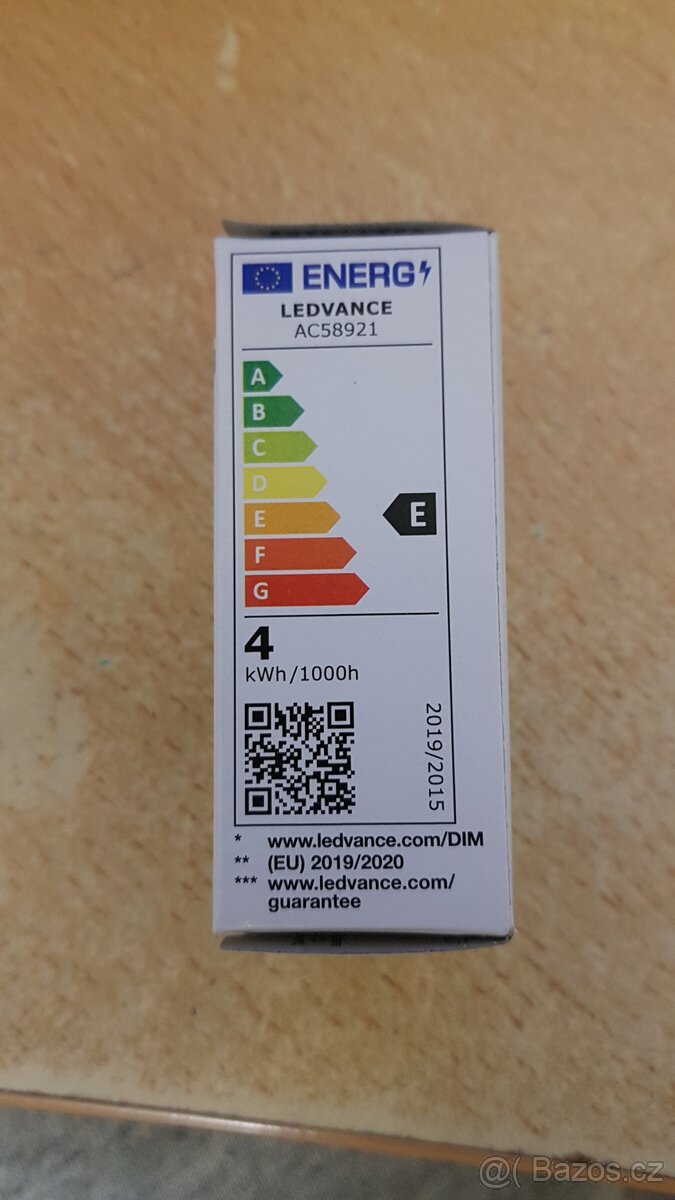 ENERG
LEDVANCE
AC58921
A
B
C
D
E
E
F
G
4
kWh/1000h
2019/2015
* www.ledvance.com/DIM
** (EU) 2019/2020
*** www.ledvance.com/
guarantee
@( Bazos.cz